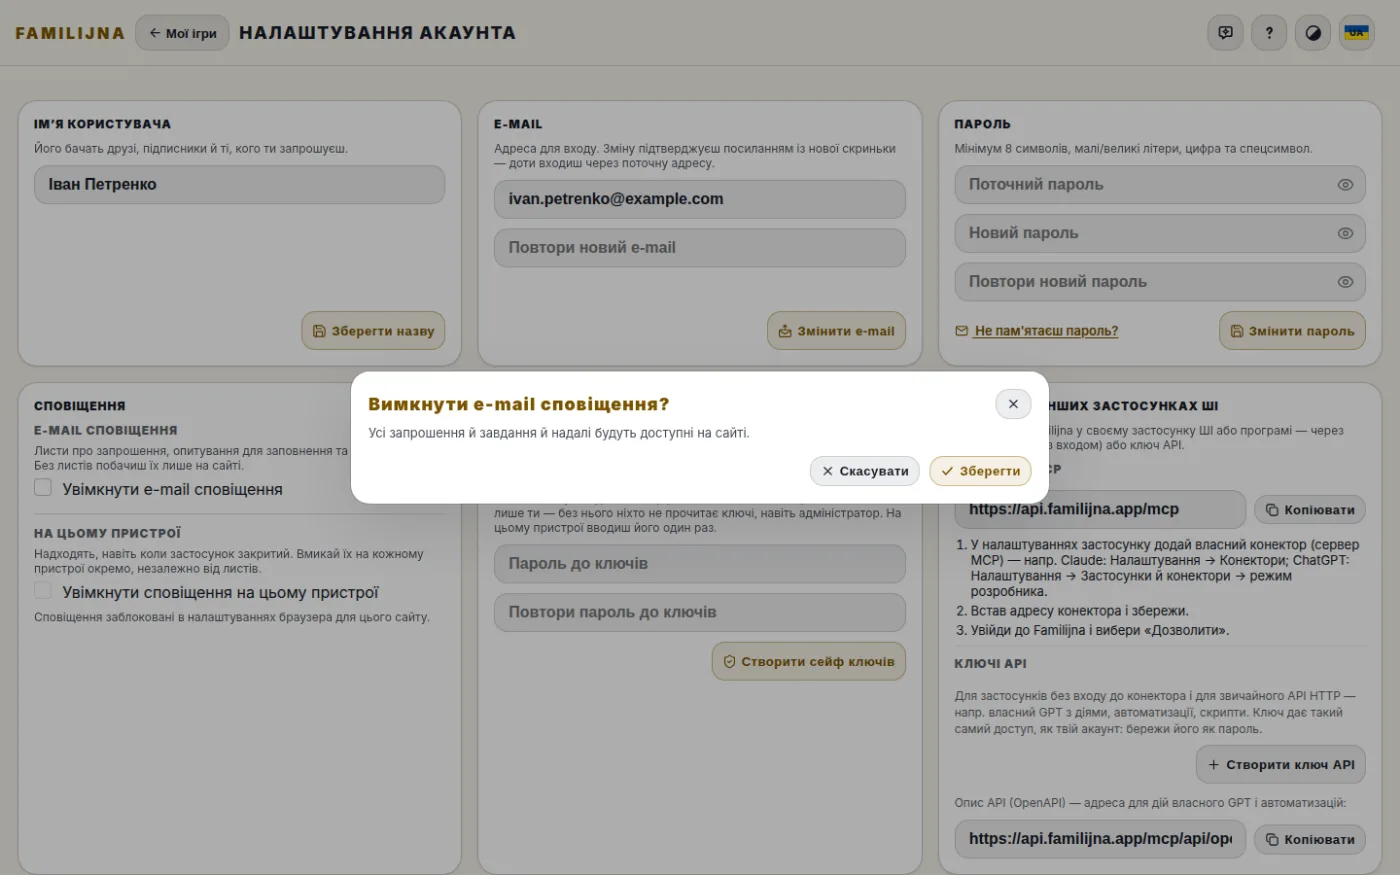 FAMILIJNA
← Мої ігри
НАЛАШТУВАННЯ АКАУНТА
?
UA
ІМ'Я КОРИСТУВАЧА
Його бачать друзі, підписники й ті, кого ти запрошуєш.
Іван Петренко
Зберегти назву
E-MAIL
Адреса для входу. Зміну підтверджуєш посиланням із нової скриньки
— доти входиш через поточну адресу.
ivan.petrenko@example.com
Повтори новий e-mail
Змінити e-mail
ПАРОЛЬ
Мінімум 8 символів, малі/великі літери, цифра та спецсимвол.
Поточний пароль
Новий пароль
Повтори новий пароль
Не пам'ятаєш пароль?
Змінити пароль
Вимкнути e-mail сповіщення?
Усі запрошення й завдання й надалі будуть доступні на сайті.
Скасувати
Зберегти
СПОВІЩЕННЯ
E-MAIL СПОВІЩЕННЯ
Листи про запрошення, опитування для заповнення та
Без листів побачиш їх лише на сайті.
Увімкнути e-mail сповіщення
НА ЦЬОМУ ПРИСТРОЇ
Надходять, навіть коли застосунок закритий. Вмикай їх на кожному
пристрої окремо, незалежно від листів.
Увімкнути сповіщення на цьому пристрої
Сповіщення заблоковані в налаштуваннях браузера для цього сайту.
лише ти — без нього ніхто не прочитає ключі, навіть адміністратор. На
цьому пристрої вводиш його один раз.
Пароль до ключів
Повтори пароль до ключів
Створити сейф ключів
НШИХ ЗАСТОСУНКАХ ШІ
ilijna у своєму застосунку ШІ або програмі — через
з входом) або ключ API.
CP
https://api.familijna.app/mcp
Копіювати
1. У налаштуваннях застосунку додай власний конектор (сервер
MCP) — напр. Claude: Налаштування → Конектори; ChatGPT:
Налаштування → Застосунки й конектори → режим
розробника.
2. Встав адресу конектора і збережи.
3. Увійди до Familijna і вибери «Дозволити».
КЛЮЧІ API
Для застосунків без входу до конектора і для звичайного API HTTP —
напр. власний GPT з діями, автоматизації, скрипти. Ключ дає такий
самий доступ, як твій акаунт: бережи його як пароль.
+ Створити ключ API
Опис API (OpenAPI) — адреса для дій власного GPT і автоматизацій:
https://api.familijna.app/mcp/api/ope
Копіювати